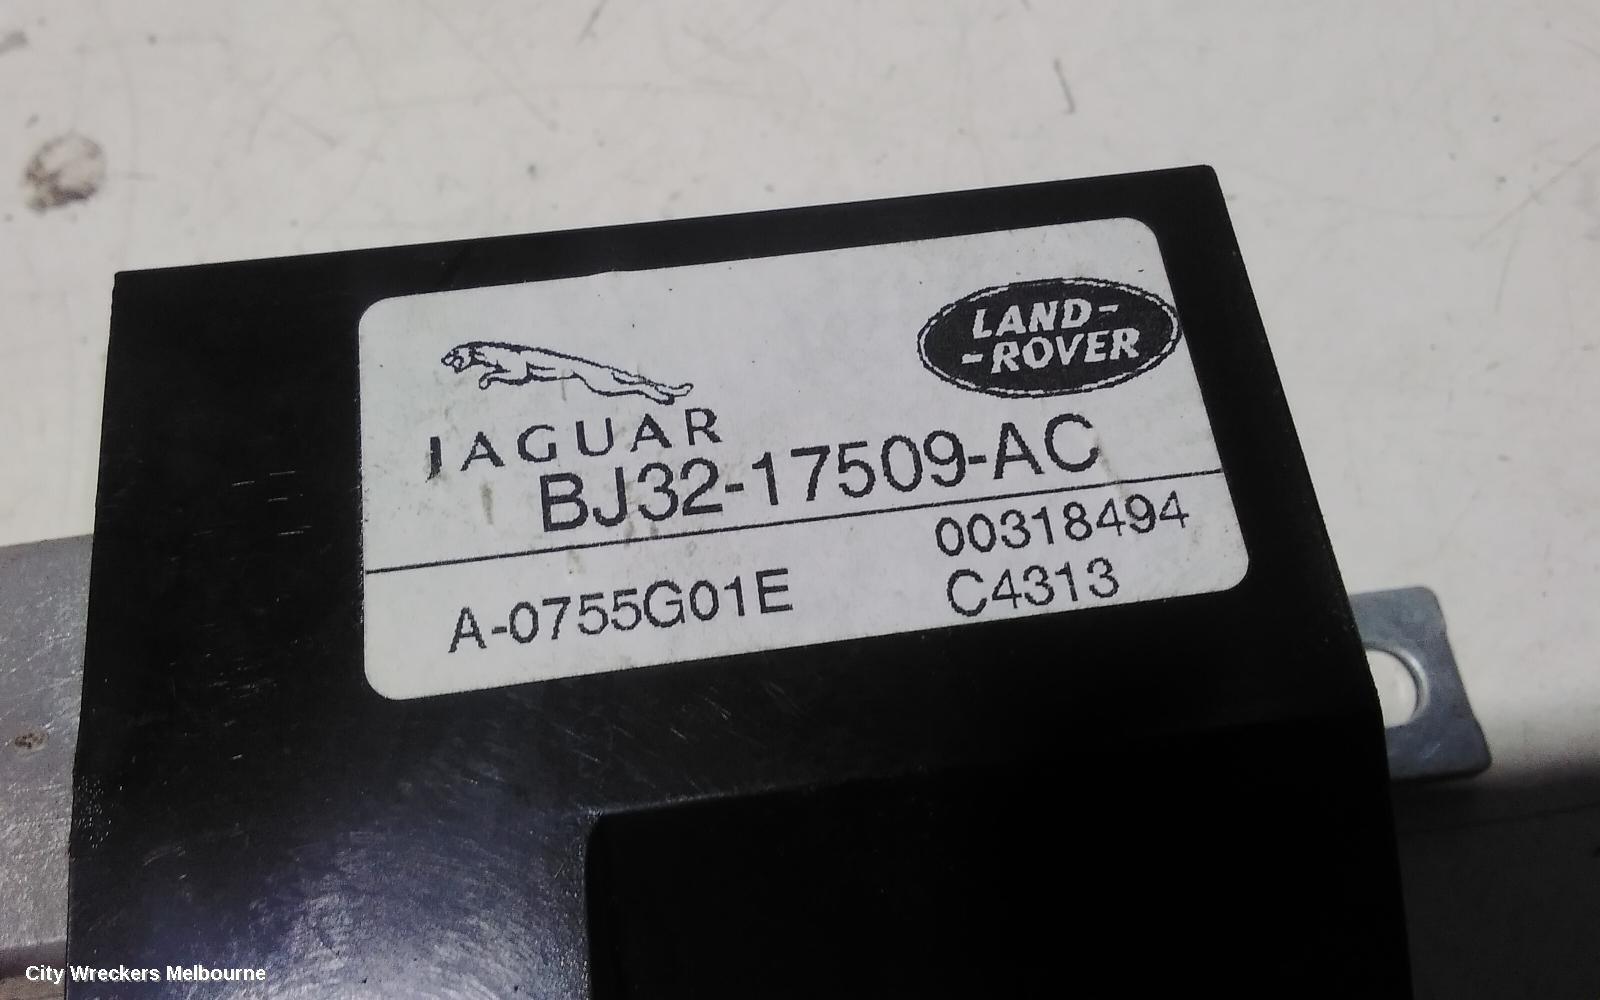 LAND-
-ROVER
JAGUAR
BJ32-17509-AC
00318494
A-0755G01E
C4313
City Wreckers Melbourne